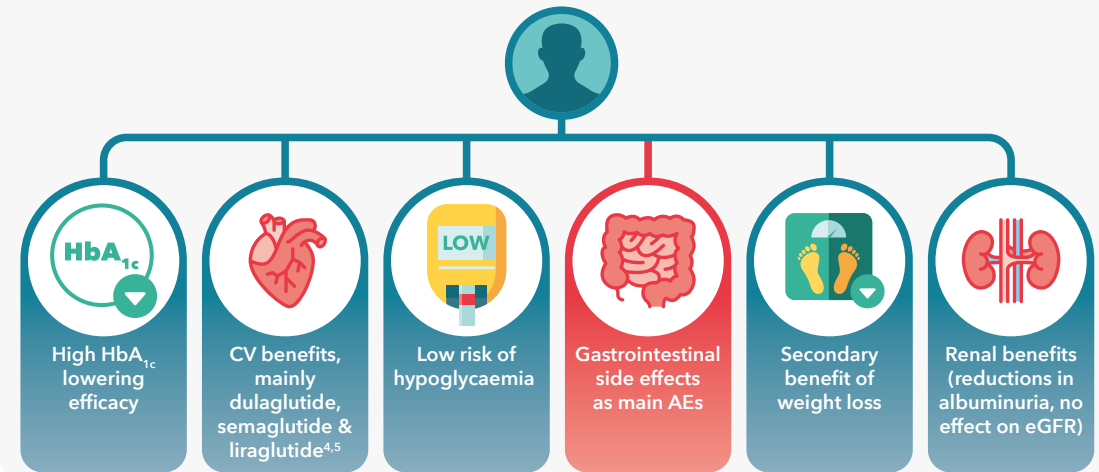 HbA1c
LOW
High HbA1c
lowering
efficacy
CV benefits,
mainly
dulaglutide,
semaglutide &
liraglutide4,5
Low risk of
hypoglycaemia
Gastrointestinal
side effects
as main AEs
Secondary
benefit of
weight loss
Renal benefits
(reductions in
albuminuria, no
effect on eGFR)